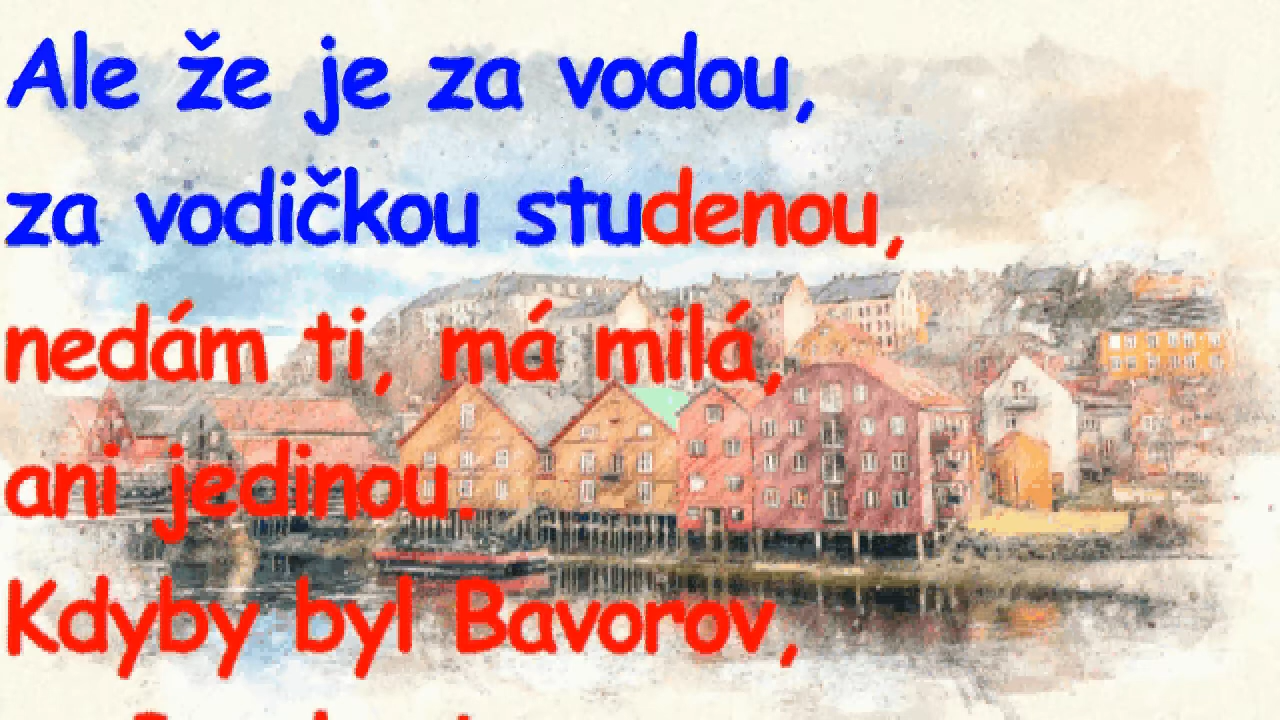 Ale že je za vodou,
za vodičkou studenou,
nedám ti, má milá,
ani jedinou.
Kdyby byl Bavorov,